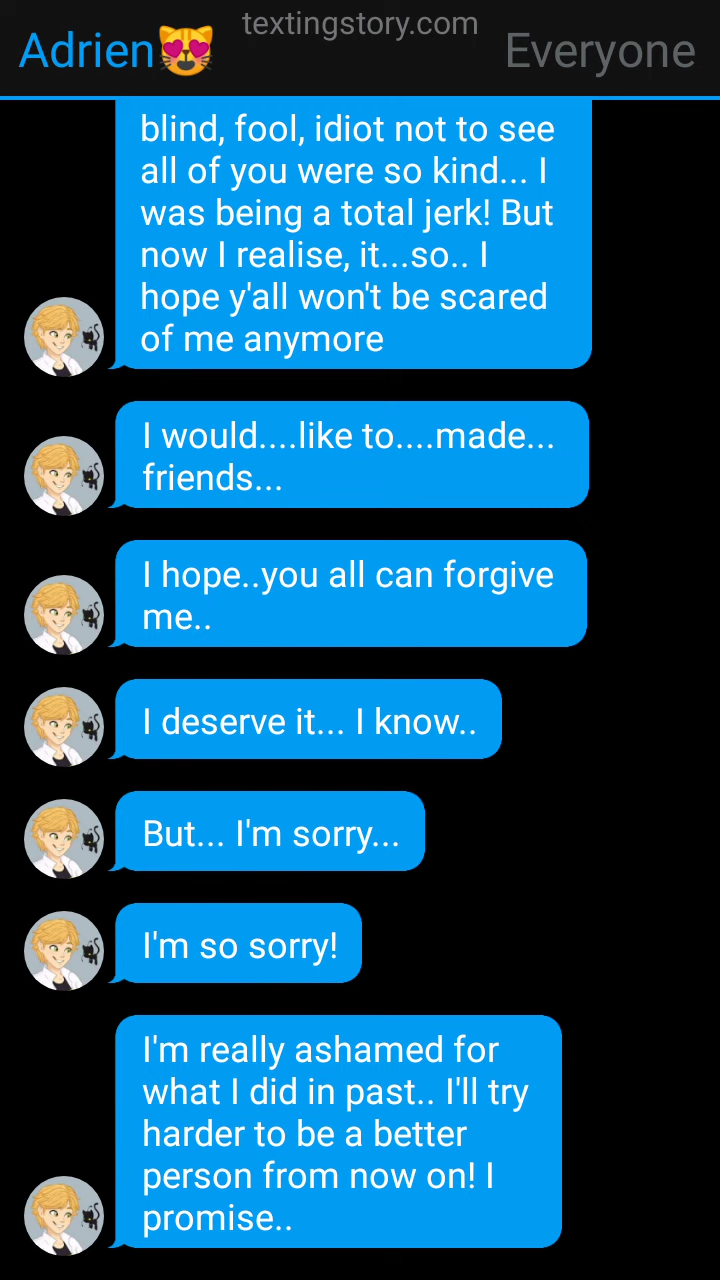 textingstory.com
Adrien😻
Everyone
blind, fool, idiot not to see
all of you were so kind... I
was being a total jerk! But
now I realise, it...so.. I
hope y'all won't be scared
of me anymore
I would....like to....made...
friends...
I hope..you all can forgive
me..
I deserve it... I know..
But... I'm sorry...
I'm so sorry!
I'm really ashamed for
what I did in past.. I'll try
harder to be a better
person from now on! I
promise..